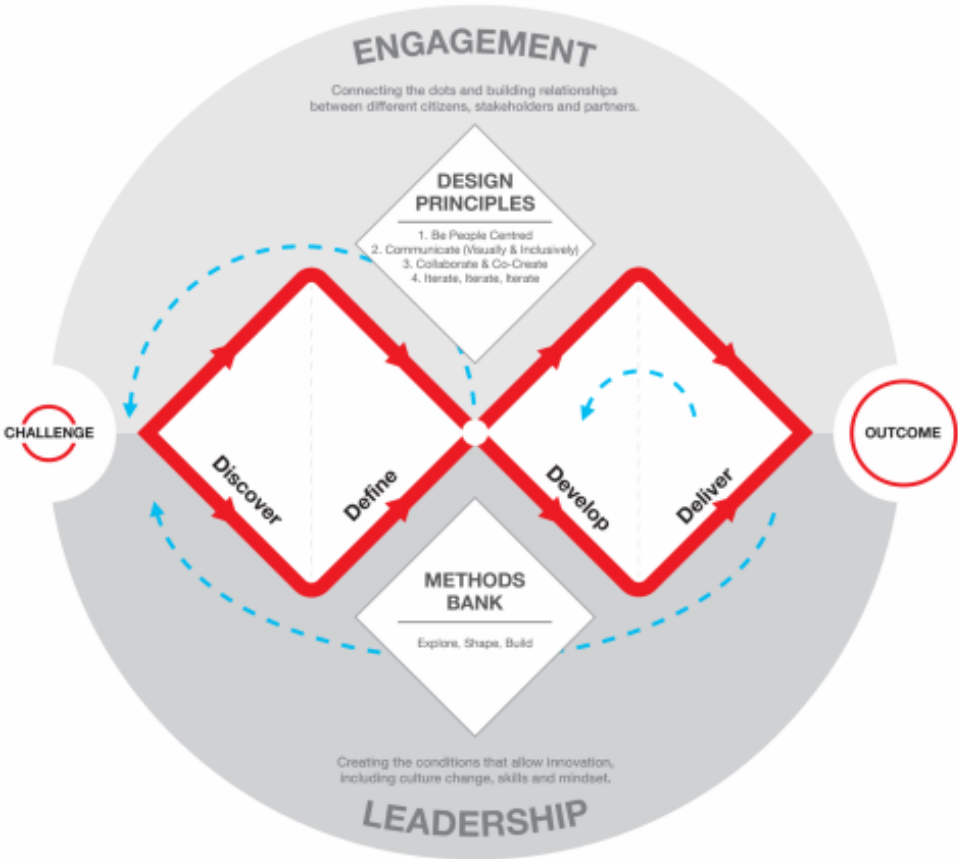 ENGAGEMENT
Connecting the dots and building relationships
between different citizens, stakeholders and partners.
DESIGN
PRINCIPLES
1. Be People Centred
2. Communicate (Visually & Inclusively)
3. Collaborate & Co-Create
4. Iterate, Iterate, Iterate
CHALLENGE
OUTCOME
Discover
Define
Develop
Deliver
METHODS
BANK
Explore, Shape, Build
Creating the conditions that allow innovation,
including culture change, skills and mindset.
LEADERSHIP